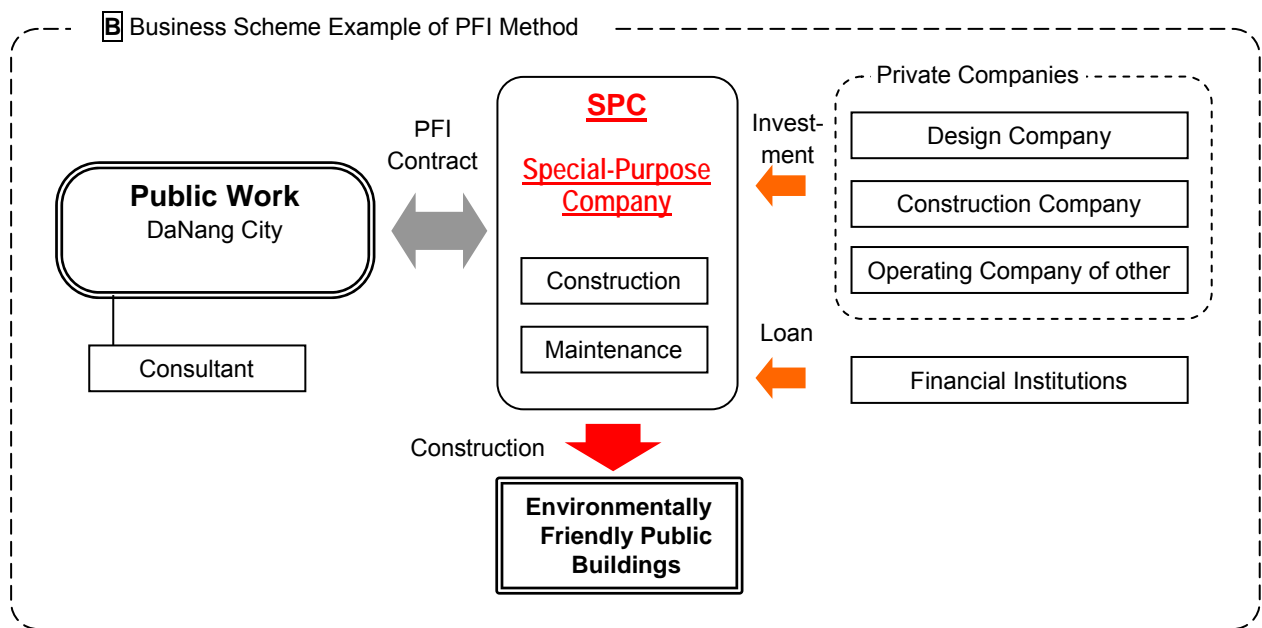 B Business Scheme Example of PFI Method
Public Work
DaNang City
Consultant
PFI
Contract
SPC
Special-Purpose
Company
Construction
Maintenance
Invest-
ment
Loan
Private Companies
Design Company
Construction Company
Operating Company of other
Financial Institutions
Construction
Environmentally
Friendly Public
Buildings